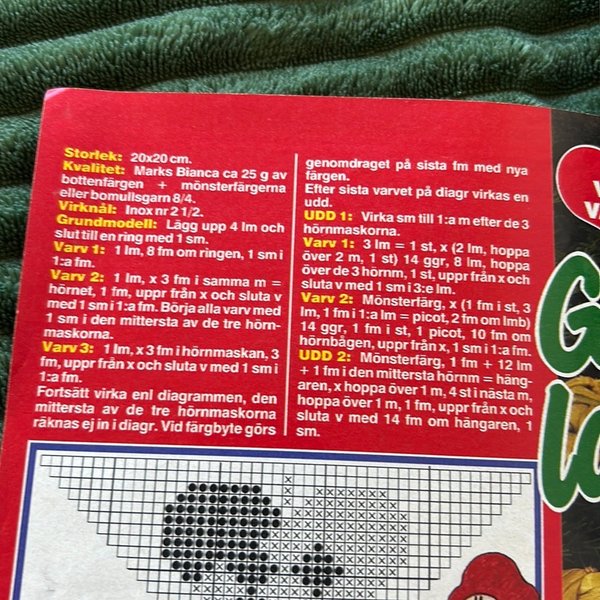 Storlek: 20x20 cm.
Kvalitet: Marks Bianca ca 25 g av
bottenfärgen + mönsterfärgerna
eller bomullsgarn 8/4.
Virknål: Inox nr 2 1/2.
Grundmodell: Lägg upp 4 lm och
slut till en ring med 1 sm.
Varv 1: 1 lm, 8 fm om ringen, 1 sm i
1:a fm.
Varv 2: 1 lm, x 3 fm i samma m =
hörnet, 1 fm, uppr från x och sluta v
med 1 sm i 1:a fm. Börja alla varv med
1 sm i den mittersta av de tre hörn-
maskorna.
Varv 3: 1 lm, x 3 fm i hörnmaskan, 3
fm, uppr från x och sluta v med 1 sm i
1:a fm.
Fortsätt virka enl diagrammen, den
mittersta av de tre hörnmaskorna
räknas ej in i diagr. Vid färgbyte görs
genomdraget på sista fm med nya
färgen.
Efter sista varvet på diagr virkas en
udd.
UDD 1: Virka sm till 1:a m efter de 3
hörnmaskorna.
Varv 1: 3 lm = 1 st, x (2 lm, hoppa
över 2 m, 1 st) 14 ggr, 8 lm, hoppa
över de 3 hörnm, 1 st, uppr från x och
sluta v med 1 sm i 3:e lm.
Varv 2: Mönsterfärg, x (1 fm i st, 3
lm, 1 fm i 1:a lm = picot, 2 fm om lmb)
14 ggr, 1 fm i st, 1 picot, 10 fm om
hörnbågen, uppr från x, 1 sm i 1:a fm.
UDD 2: Mönsterfärg, 1 fm + 12 lm
+ 1 fm i den mittersta hörnm = häng-
aren, x hoppa över 1 m, 4 st i nästa m,
hoppa över 1 m, 1 fm, uppr från x och
sluta v med 14 fm om hängaren, 1
sm.